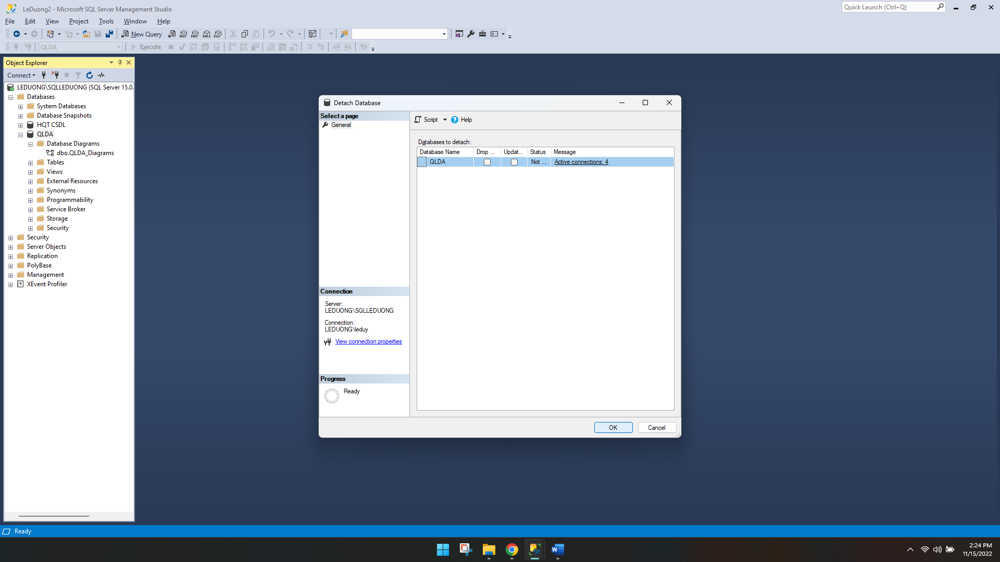 LeDuong2 - Microsoft SQL Server Management Studio
Quick Launch (Ctrl+Q)
File Edit View Project Tools Window Help
New Query
MDX DMX XMLA DAX
QLDA
Execute
Object Explorer
Connect
LEDUONG\SQLLEDUONG (SQL Server 15.0.
Databases
System Databases
Database Snapshots
HQT CSDL
QLDA
Database Diagrams
dbo.QLDA_Diagrams
Tables
Views
External Resources
Synonyms
Programmability
Service Broker
Storage
Security
Security
Server Objects
Replication
PolyBase
Management
XEvent Profiler
Detach Database
Select a page
General
Script Help
Databases to detach:
Database Name Drop ... Updat... Status Message
QLDA Not ... Active connections: 4
Connection
Server:
LEDUONG\SQLLEDUONG
Connection:
LEDUONG\leduy
View connection properties
Progress
Ready
OK Cancel
Ready
2:24 PM
11/15/2022